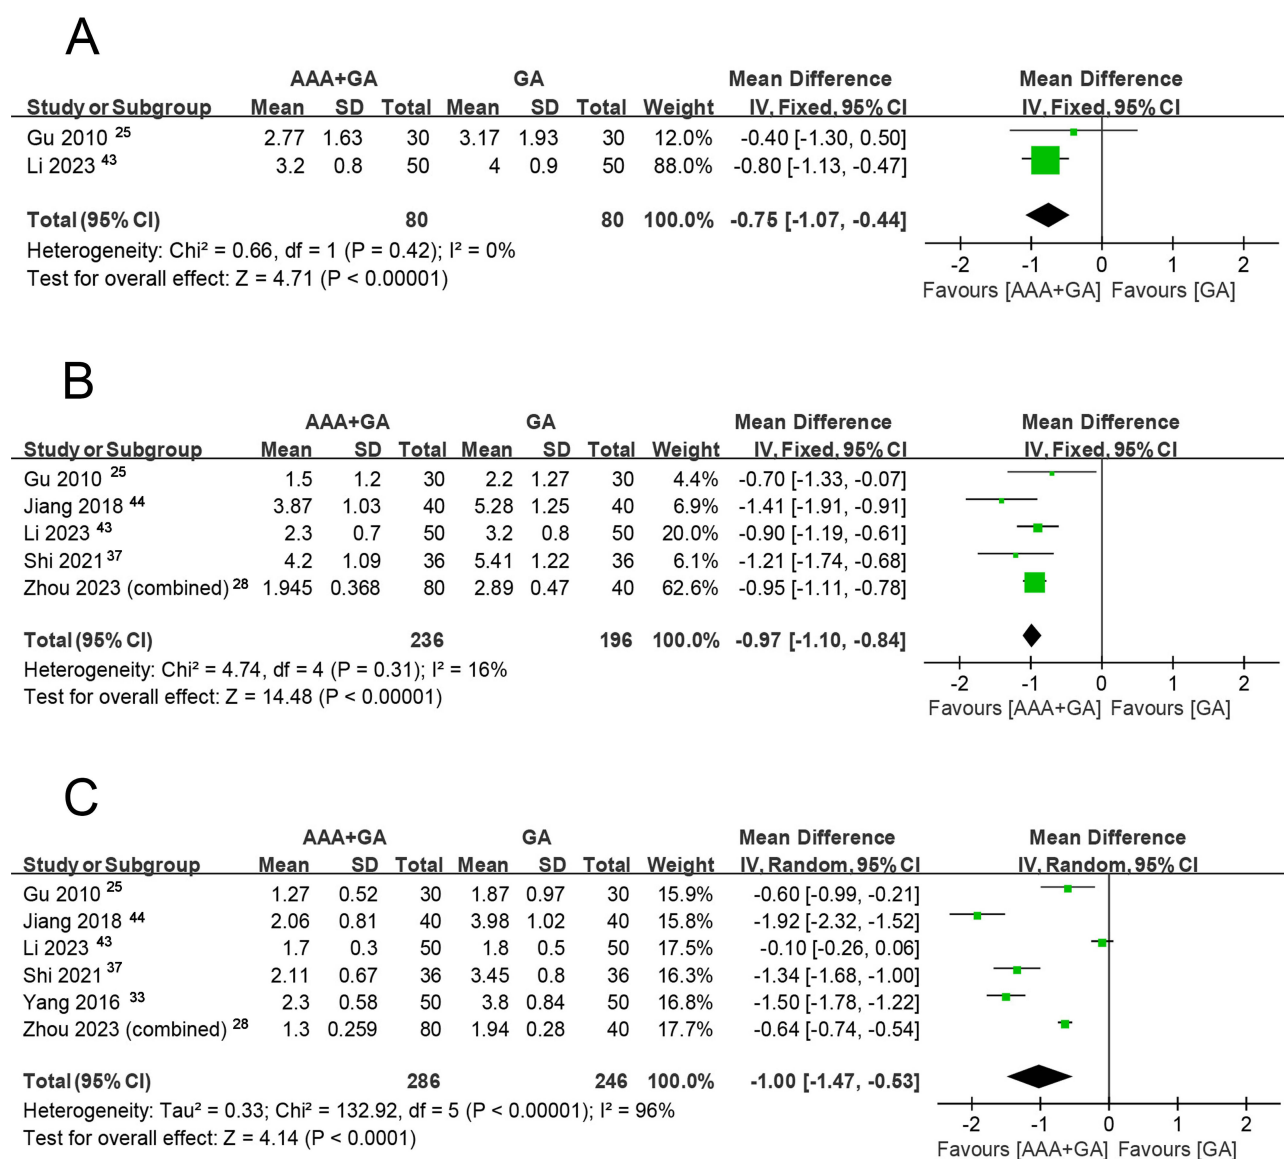 A
AAA+GA GA Mean Difference Mean Difference
Study or Subgroup Mean SD Total Mean SD Total Weight IV, Fixed, 95% CI IV, Fixed, 95% CI
Gu 2010 25 2.77 1.63 30 3.17 1.93 30 12.0% -0.40 [-1.30, 0.50]
Li 2023 43 3.2 0.8 50 4 0.9 50 88.0% -0.80 [-1.13, -0.47]
Total (95% CI) 80 80 100.0% -0.75 [-1.07, -0.44]
Heterogeneity: Chi² = 0.66, df = 1 (P = 0.42); I² = 0%
Test for overall effect: Z = 4.71 (P < 0.00001)
-2 -1 0 1 2
Favours [AAA+GA] Favours [GA]
B
AAA+GA GA Mean Difference Mean Difference
Study or Subgroup Mean SD Total Mean SD Total Weight IV, Fixed, 95% CI IV, Fixed, 95% CI
Gu 2010 25 1.5 1.2 30 2.2 1.27 30 4.4% -0.70 [-1.33, -0.07]
Jiang 2018 44 3.87 1.03 40 5.28 1.25 40 6.9% -1.41 [-1.91, -0.91]
Li 2023 43 2.3 0.7 50 3.2 0.8 50 20.0% -0.90 [-1.19, -0.61]
Shi 2021 37 4.2 1.09 36 5.41 1.22 36 6.1% -1.21 [-1.74, -0.68]
Zhou 2023 (combined) 28 1.945 0.368 80 2.89 0.47 40 62.6% -0.95 [-1.11, -0.78]
Total (95% CI) 236 196 100.0% -0.97 [-1.10, -0.84]
Heterogeneity: Chi² = 4.74, df = 4 (P = 0.31); I² = 16%
Test for overall effect: Z = 14.48 (P < 0.00001)
-2 -1 0 1 2
Favours [AAA+GA] Favours [GA]
C
AAA+GA GA Mean Difference Mean Difference
Study or Subgroup Mean SD Total Mean SD Total Weight IV, Random, 95% CI IV, Random, 95% CI
Gu 2010 25 1.27 0.52 30 1.87 0.97 30 15.9% -0.60 [-0.99, -0.21]
Jiang 2018 44 2.06 0.81 40 3.98 1.02 40 15.8% -1.92 [-2.32, -1.52]
Li 2023 43 1.7 0.3 50 1.8 0.5 50 17.5% -0.10 [-0.26, 0.06]
Shi 2021 37 2.11 0.67 36 3.45 0.8 36 16.3% -1.34 [-1.68, -1.00]
Yang 2016 33 2.3 0.58 50 3.8 0.84 50 16.8% -1.50 [-1.78, -1.22]
Zhou 2023 (combined) 28 1.3 0.259 80 1.94 0.28 40 17.7% -0.64 [-0.74, -0.54]
Total (95% CI) 286 246 100.0% -1.00 [-1.47, -0.53]
Heterogeneity: Tau² = 0.33; Chi² = 132.92, df = 5 (P < 0.00001); I² = 96%
Test for overall effect: Z = 4.14 (P < 0.0001)
-2 -1 0 1 2
Favours [AAA+GA] Favours [GA]